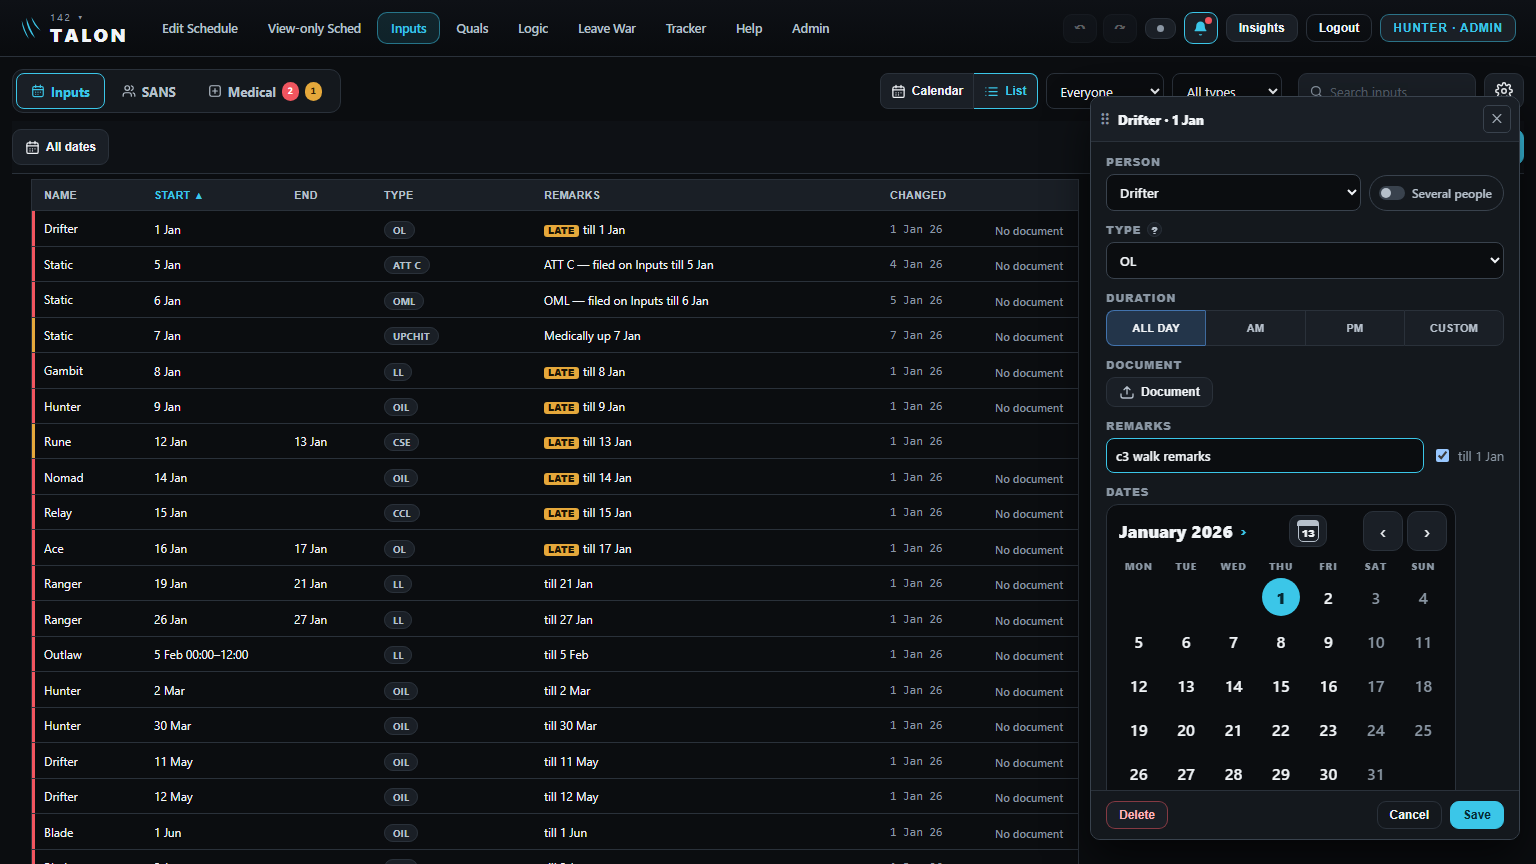 142 ▾
TALON
Edit Schedule
View-only Sched
Inputs
Quals
Logic
Leave War
Tracker
Help
Admin
Insights
Logout
HUNTER · ADMIN
Inputs
SANS
Medical 2 1
Calendar
List
Everyone
All types
Search inputs
All dates
NAME START ▲ END TYPE REMARKS CHANGED
Drifter 1 Jan OL LATE till 1 Jan 1 Jan 26 No document
Static 5 Jan ATT C ATT C — filed on Inputs till 5 Jan 4 Jan 26 No document
Static 6 Jan OML OML — filed on Inputs till 6 Jan 5 Jan 26 No document
Static 7 Jan UPCHIT Medically up 7 Jan 7 Jan 26 No document
Gambit 8 Jan LL LATE till 8 Jan 1 Jan 26 No document
Hunter 9 Jan OIL LATE till 9 Jan 1 Jan 26 No document
Rune 12 Jan 13 Jan CSE LATE till 13 Jan 1 Jan 26
Nomad 14 Jan OIL LATE till 14 Jan 1 Jan 26 No document
Relay 15 Jan CCL LATE till 15 Jan 1 Jan 26 No document
Ace 16 Jan 17 Jan OL LATE till 17 Jan 1 Jan 26 No document
Ranger 19 Jan 21 Jan LL till 21 Jan 1 Jan 26 No document
Ranger 26 Jan 27 Jan LL till 27 Jan 1 Jan 26 No document
Outlaw 5 Feb 00:00–12:00 LL till 5 Feb 1 Jan 26 No document
Hunter 2 Mar OIL till 2 Mar 1 Jan 26 No document
Hunter 30 Mar OIL till 30 Mar 1 Jan 26 No document
Drifter 11 May OIL till 11 May 1 Jan 26 No document
Drifter 12 May OIL till 12 May 1 Jan 26 No document
Blade 1 Jun OIL till 1 Jun 1 Jan 26 No document
Drifter · 1 Jan
PERSON
Drifter
Several people
TYPE ?
OL
DURATION
ALL DAY AM PM CUSTOM
DOCUMENT
Document
REMARKS
c3 walk remarks
till 1 Jan
DATES
January 2026 ›
13
‹ ›
MON TUE WED THU FRI SAT SUN
1 2 3 4
5 6 7 8 9 10 11
12 13 14 15 16 17 18
19 20 21 22 23 24 25
26 27 28 29 30 31
Delete
Cancel
Save